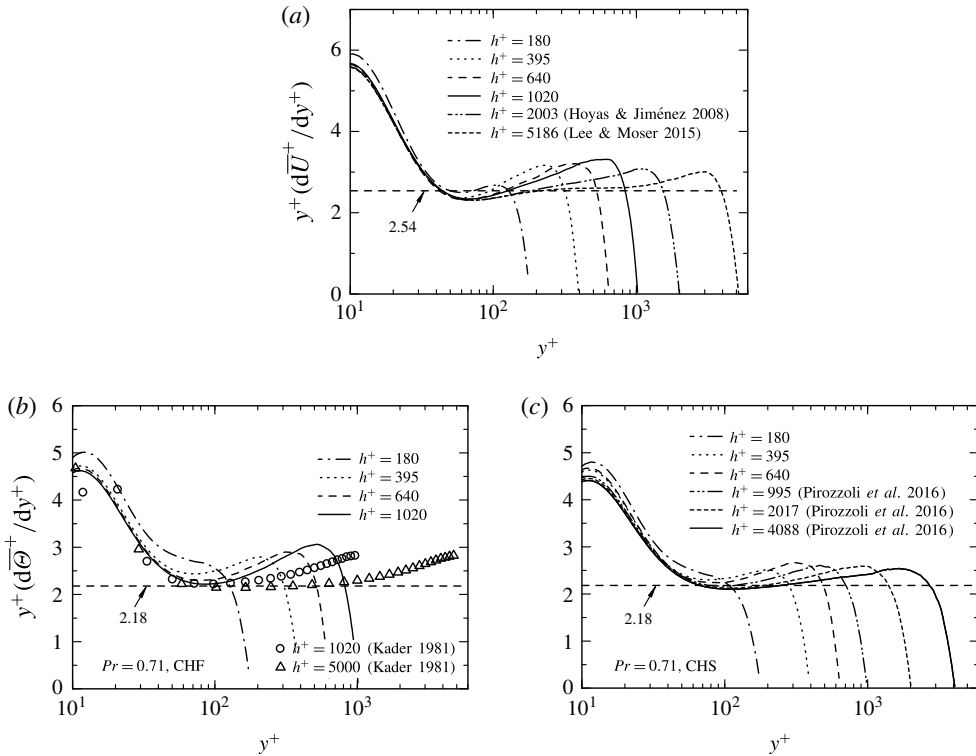 (a)
6
4
2
0
10^1
10^2
10^3
y^+(d\overline{U}^+/dy^+)
y^+
h^+ = 180
h^+ = 395
h^+ = 640
h^+ = 1020
h^+ = 2003 (Hoyas & Jiménez 2008)
h^+ = 5186 (Lee & Moser 2015)
2.54
(b)
6
5
4
3
2
1
0
10^1
10^2
10^3
y^+(d\overline{Θ}^+/dy^+)
y^+
h^+ = 180
h^+ = 395
h^+ = 640
h^+ = 1020
2.18
h^+ = 1020 (Kader 1981)
h^+ = 5000 (Kader 1981)
Pr = 0.71, CHF
(c)
6
5
4
3
2
1
0
10^1
10^2
10^3
y^+
h^+ = 180
h^+ = 395
h^+ = 640
h^+ = 995 (Pirozzoli et al. 2016)
h^+ = 2017 (Pirozzoli et al. 2016)
h^+ = 4088 (Pirozzoli et al. 2016)
2.18
Pr = 0.71, CHS